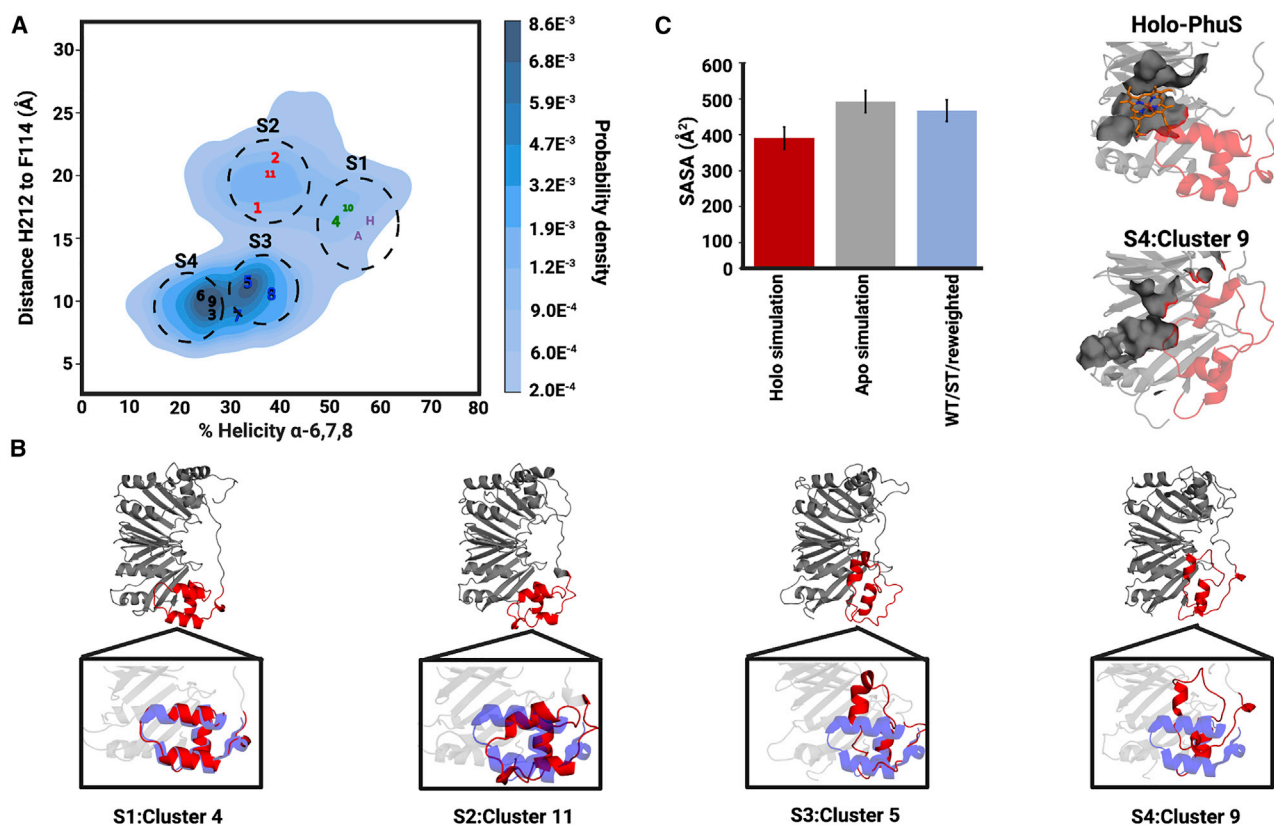 A
Distance H212 to F114 (Å)
30
25
20
15
10
5
0
10
20
30
40
50
60
70
80
% Helicity α-6,7,8
S2
2
11
1
S1
10
4
H
A
S4
S3
6
9
3
5
8
7
8.6E⁻³
6.8E⁻³
5.9E⁻³
4.7E⁻³
3.2E⁻³
1.9E⁻³
1.2E⁻³
9.0E⁻⁴
6.0E⁻⁴
2.0E⁻⁴
Probability density
C
SASA (Å²)
600
500
400
300
200
100
0
Holo simulation
Apo simulation
WT/ST/reweighted
Holo-PhuS
S4:Cluster 9
B
S1:Cluster 4
S2:Cluster 11
S3:Cluster 5
S4:Cluster 9